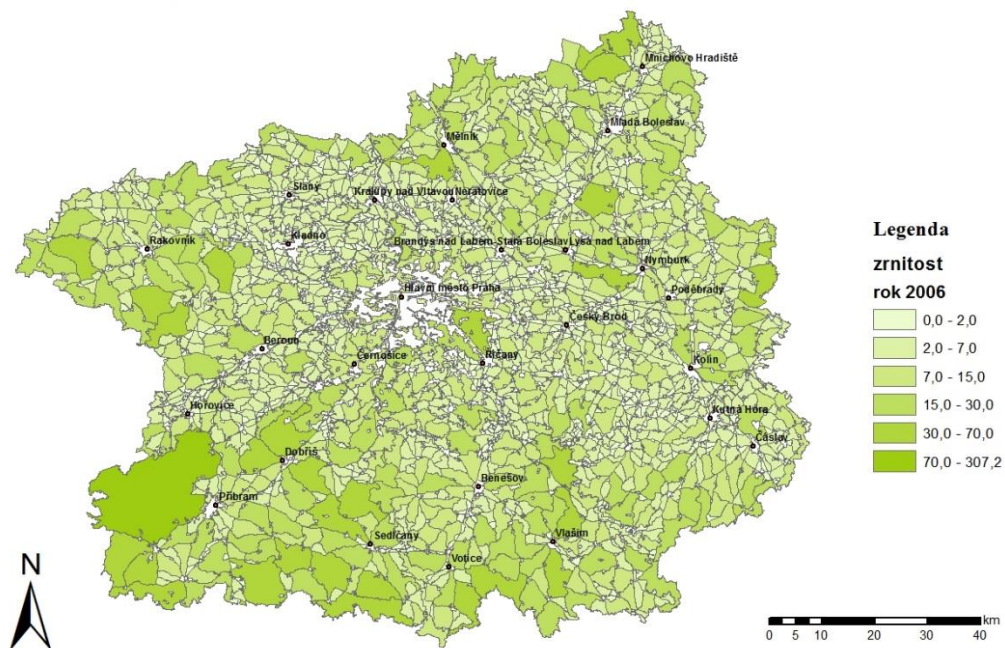 Mnichovo Hradiště
Mladá Boleslav
Mělník
Slaný
Kralupy nad Vltavou
Neratovice
Rakovník
Kladno
Brandýs nad Labem-Stará Boleslav
Lysá nad Labem
Nymburk
Hlavní město Praha
Poděbrady
Český Brod
Beroun
Černošice
Říčany
Kolín
Hořovice
Kutná Hora
Čáslav
Dobříš
Příbram
Benešov
Sedlčany
Vlašim
Votice
Legenda
zrnitost
rok 2006
0,0 - 2,0
2,0 - 7,0
7,0 - 15,0
15,0 - 30,0
30,0 - 70,0
70,0 - 307,2
N
km
0 5 10 20 30 40